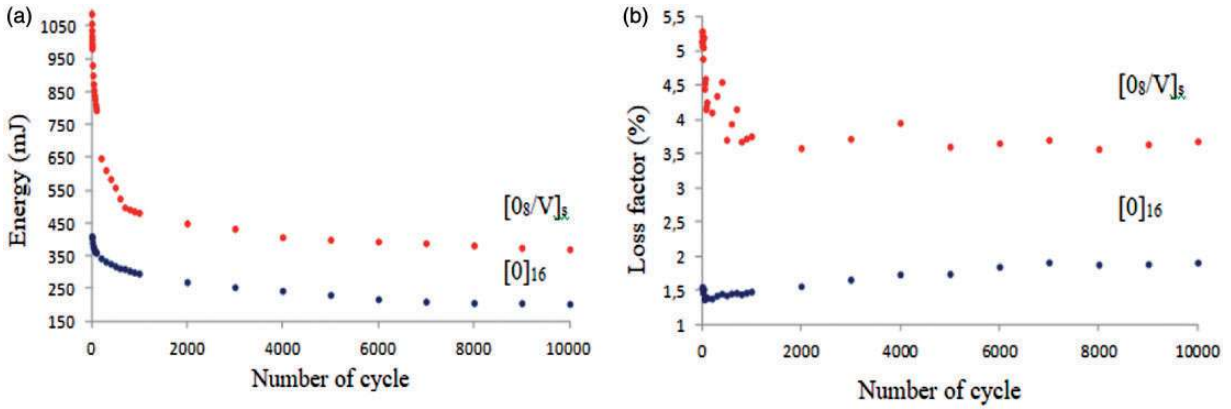 (a)
Energy (mJ)
1050
950
850
750
650
550
450
350
250
150
[0₈/V]ₛ
[0]₁₆
0 2000 4000 6000 8000 10000
Number of cycle
(b)
Loss factor (%)
5,5
5
4,5
4
3,5
3
2,5
2
1,5
1
[0₈/V]ₛ
[0]₁₆
0 2000 4000 6000 8000 10000
Number of cycle